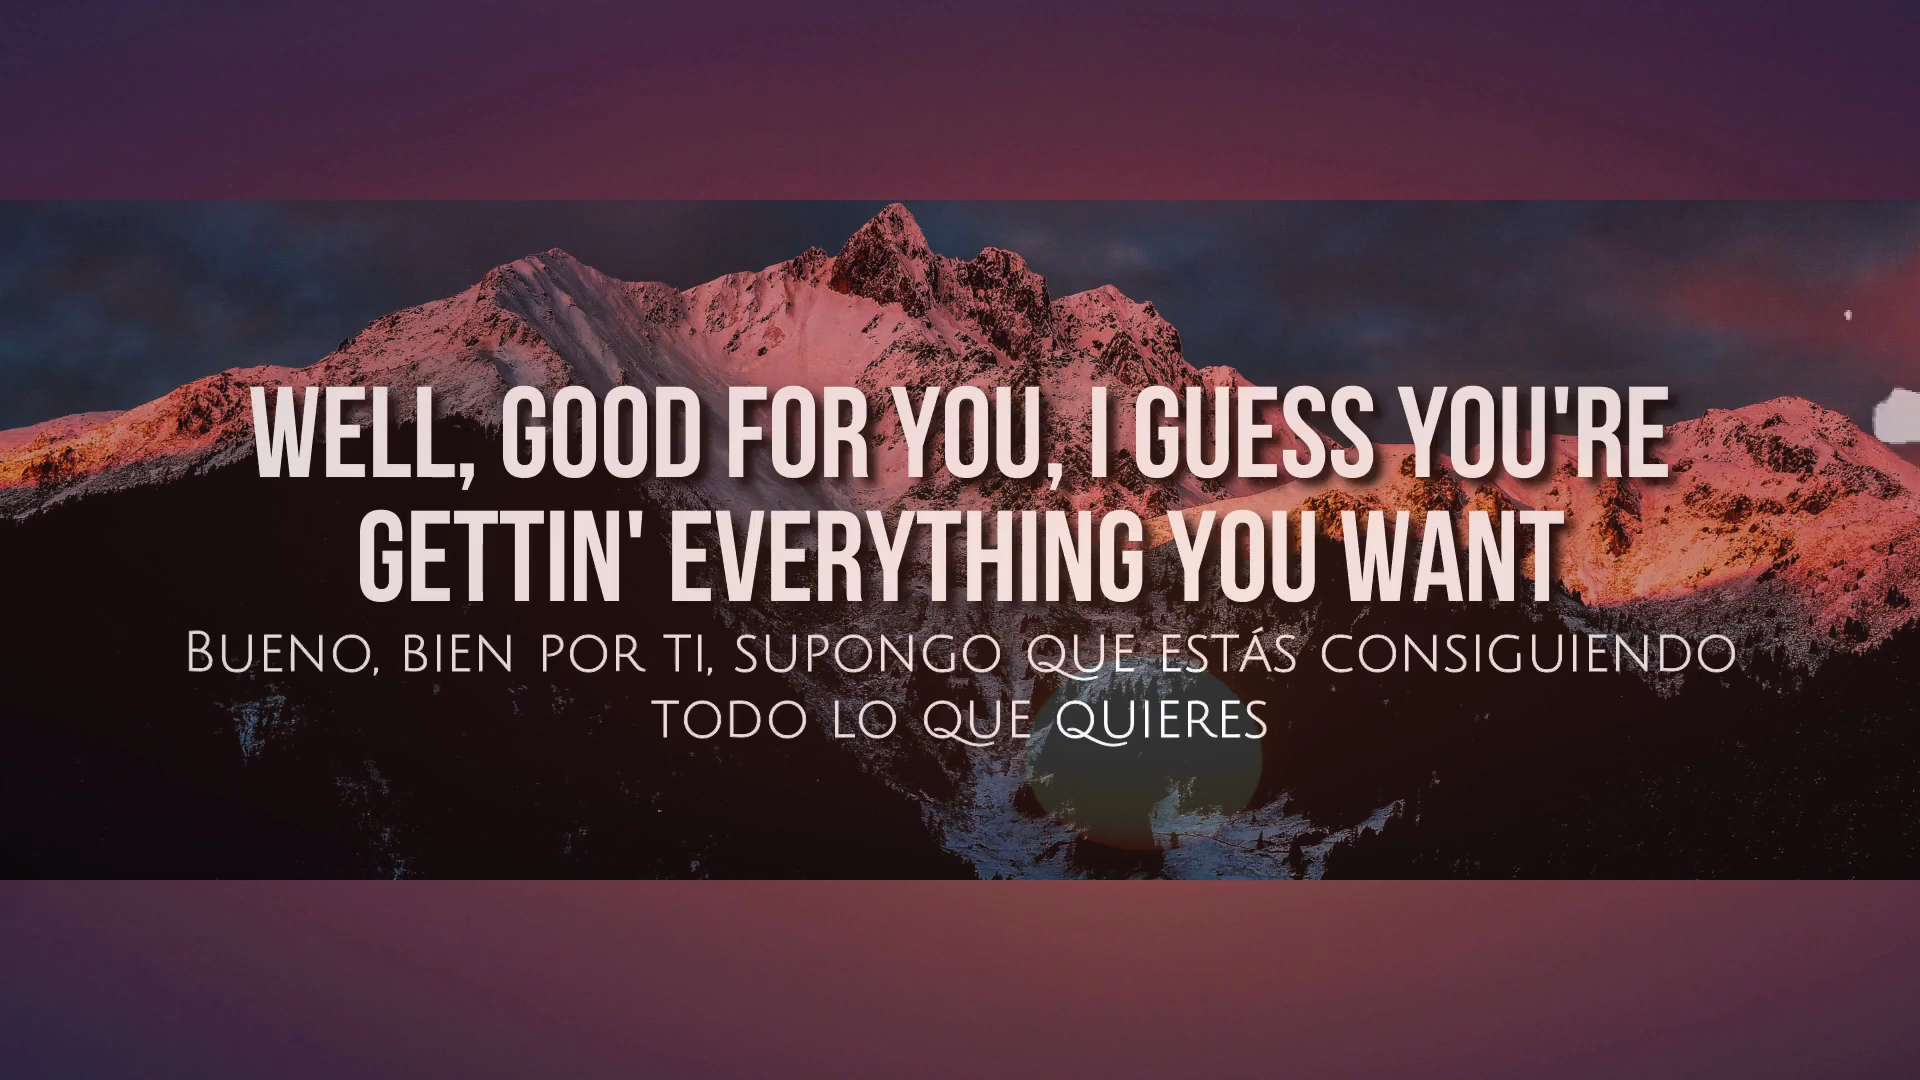 WELL, GOOD FOR YOU, I GUESS YOU'RE
GETTIN' EVERYTHING YOU WANT
BUENO, BIEN POR TI, SUPONGO QUE ESTÁS CONSIGUIENDO
TODO LO QUE QUIERES